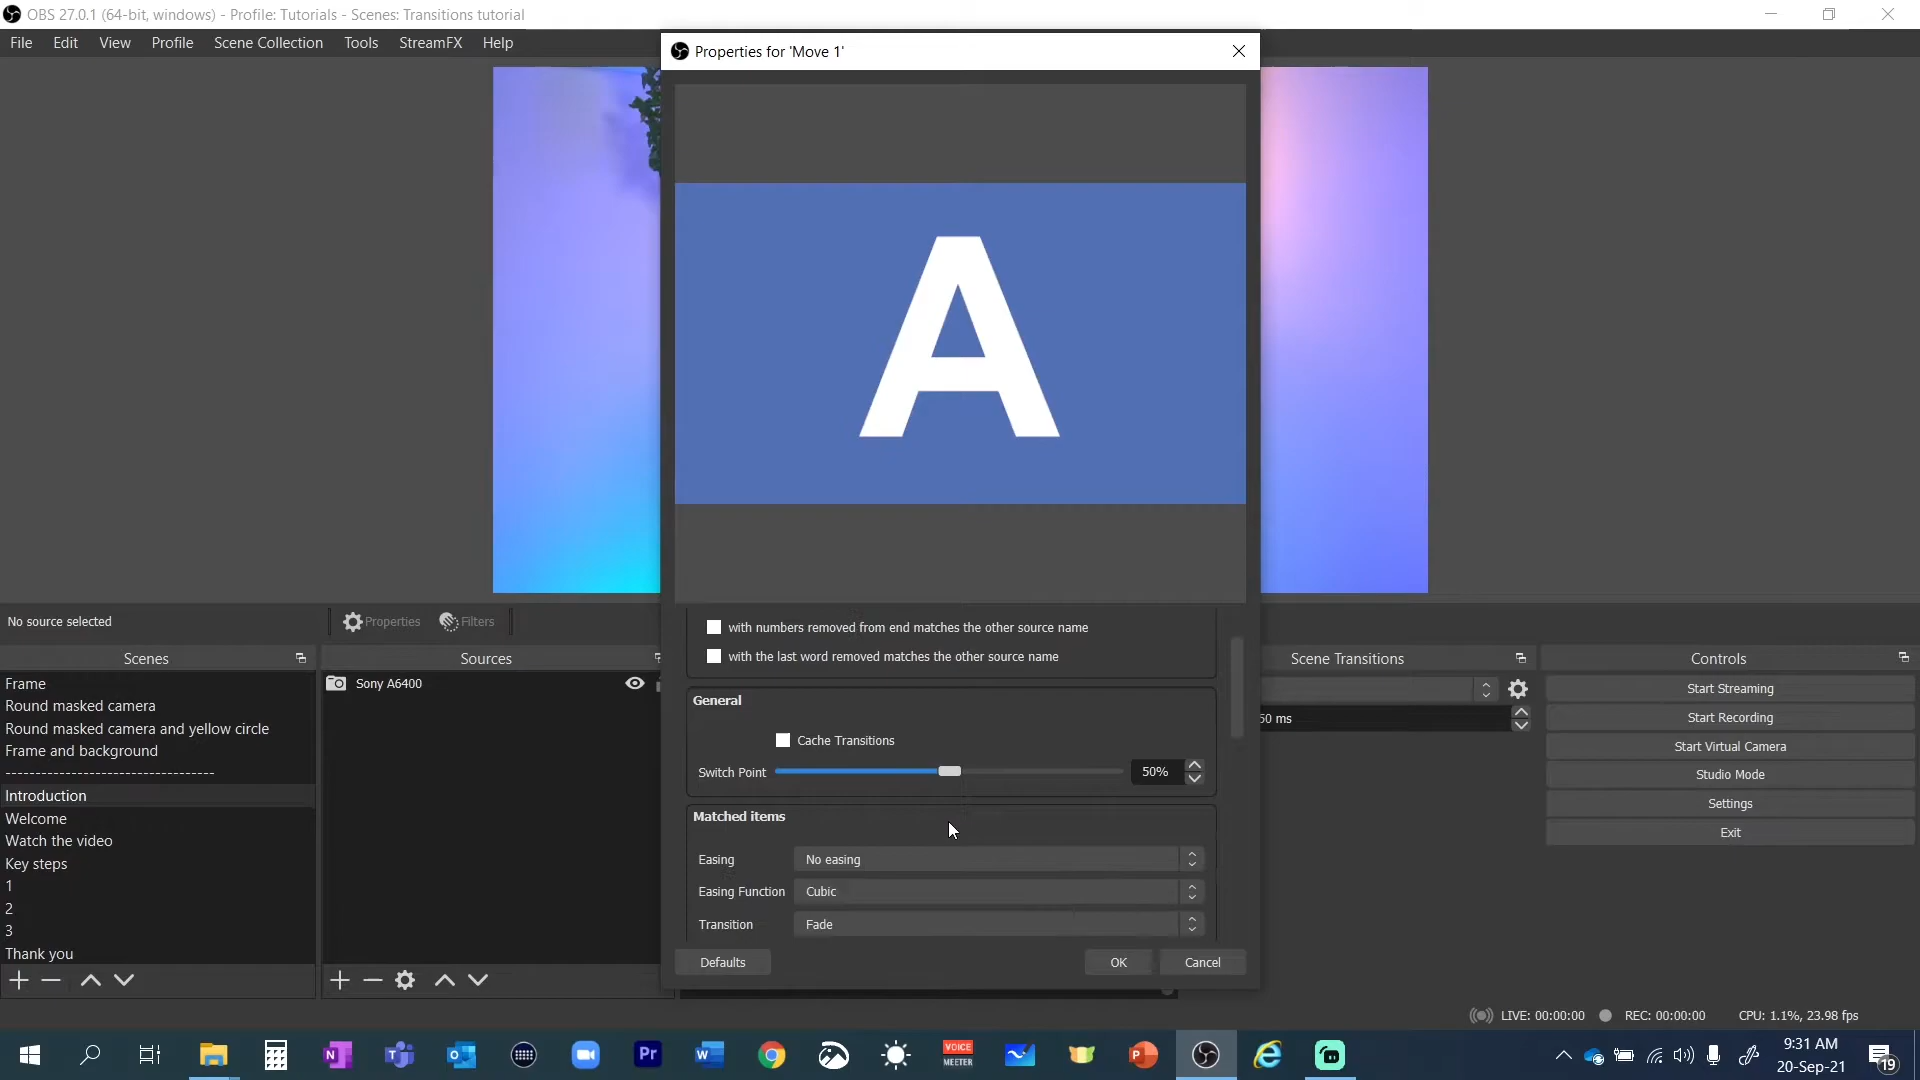 OBS 27.0.1 (64-bit, windows) - Profile: Tutorials - Scenes: Transitions tutorial
File Edit View Profile Scene Collection Tools StreamFX Help
Properties for 'Move 1'
A
No source selected
Properties Filters
with numbers removed from end matches the other source name
with the last word removed matches the other source name
General
Cache Transitions
Switch Point 50%
Matched items
Easing No easing
Easing Function Cubic
Transition Fade
Defaults OK Cancel
Scenes
Frame
Round masked camera
Round masked camera and yellow circle
Frame and background
-----------------------------------
Introduction
Welcome
Watch the video
Key steps
1
2
3
Thank you
Sources
Sony A6400
Scene Transitions
50 ms
Controls
Start Streaming
Start Recording
Start Virtual Camera
Studio Mode
Settings
Exit
LIVE: 00:00:00 REC: 00:00:00 CPU: 1.1%, 23.98 fps
Pr
VOICE
MEETER
9:31 AM
20-Sep-21
19